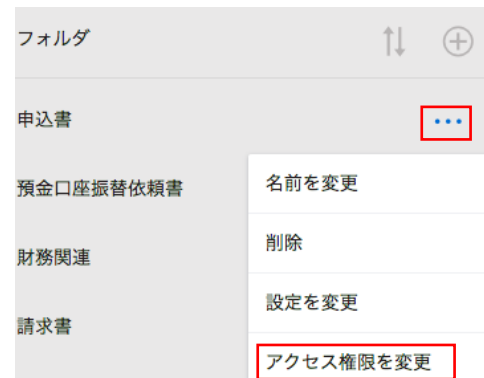 フォルダ
申込書
預金口座振替依頼書
名前を変更
財務関連
削除
設定を変更
請求書
アクセス権限を変更